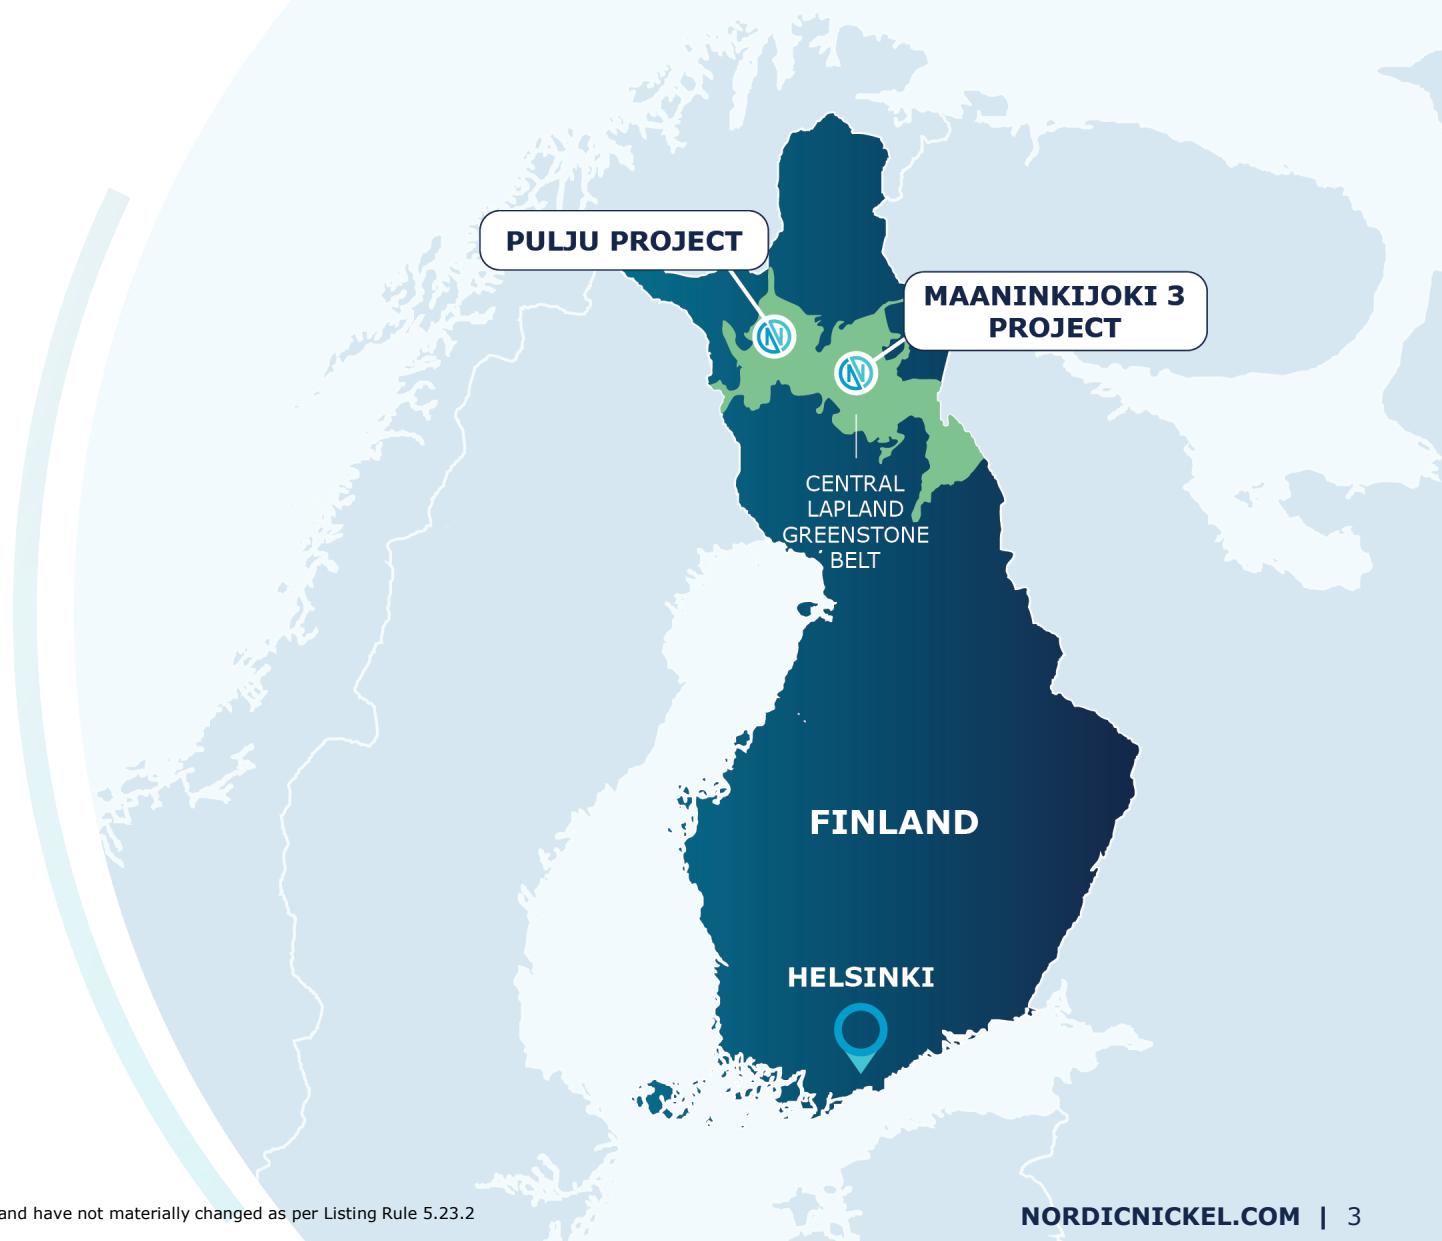 PULJU PROJECT
MAANINKIJOKI 3
PROJECT
CENTRAL
LAPLAND
GREENSTONE
BELT
FINLAND
HELSINKI
and have not materially changed as per Listing Rule 5.23.2
NORDICNICKEL.COM | 3